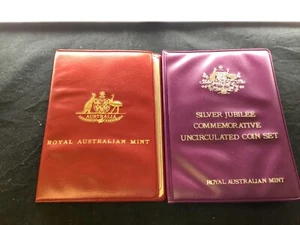 AUSTRALIA
ROYAL AUSTRALIAN MINT
SILVER JUBILEE
COMMEMORATIVE
UNCIRCULATED COIN SET
ROYAL AUSTRALIAN MINT